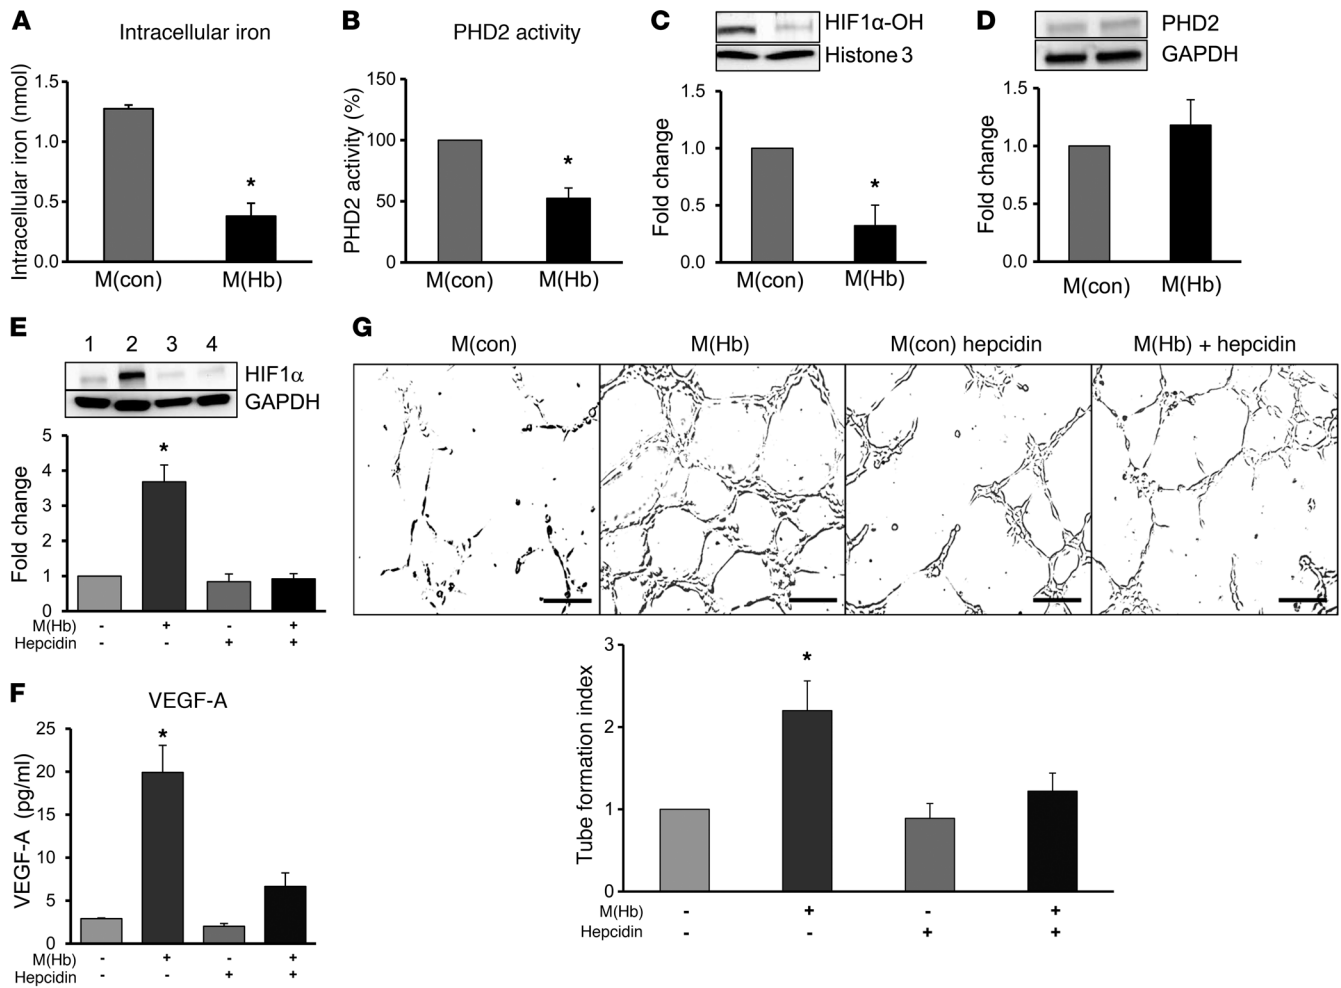 A
Intracellular iron
Intracellular iron (nmol)
1.5
1.0
0.5
0.0
*
M(con)
M(Hb)
B
PHD2 activity
PHD2 activity (%)
150
100
50
0
*
M(con)
M(Hb)
C
HIF1α-OH
Histone 3
Fold change
1.5
1.0
0.5
0.0
*
M(con)
M(Hb)
D
PHD2
GAPDH
Fold change
1.5
1.0
0.5
0.0
M(con)
M(Hb)
E
1 2 3 4
HIF1α
GAPDH
Fold change
5
4
3
2
1
0
*
M(Hb) - + - +
Hepcidin - - + +
F
VEGF-A
VEGF-A (pg/ml)
25
20
15
10
5
0
*
M(Hb) - + - +
Hepcidin - - + +
G
M(con)
M(Hb)
M(con) hepcidin
M(Hb) + hepcidin
Tube formation index
3
2
1
0
*
M(Hb) - + - +
Hepcidin - - + +